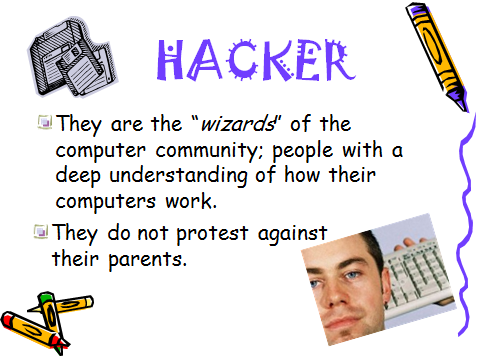 HACKER
They are the “wizards” of the
computer community; people with a
deep understanding of how their
computers work.
They do not protest against
their parents.